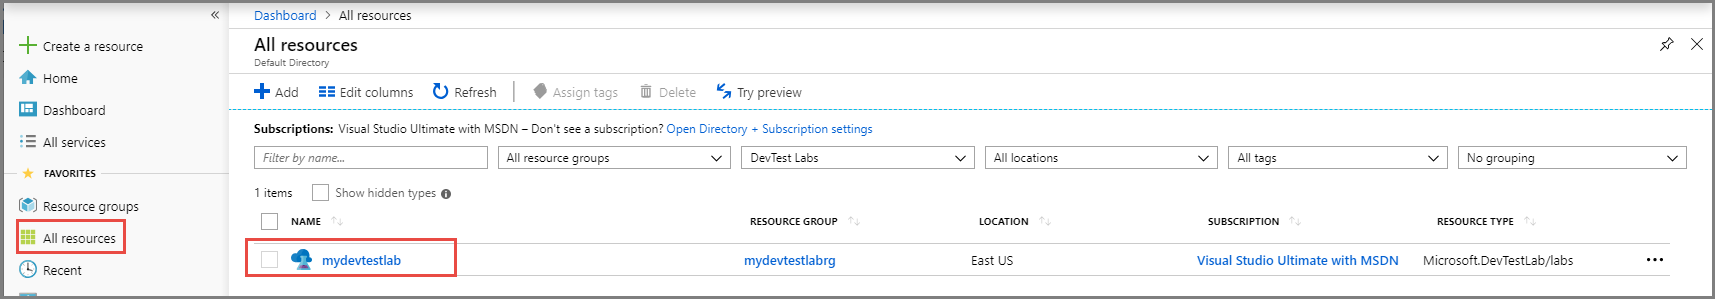 «
Create a resource
Home
Dashboard
All services
FAVORITES
Resource groups
All resources
Recent
Dashboard > All resources
All resources
Default Directory
Add Edit columns Refresh Assign tags Delete Try preview
Subscriptions: Visual Studio Ultimate with MSDN – Don't see a subscription? Open Directory + Subscription settings
Filter by name... All resource groups DevTest Labs All locations All tags No grouping
1 items Show hidden types
NAME RESOURCE GROUP LOCATION SUBSCRIPTION RESOURCE TYPE
mydevtestlab mydevtestlabrg East US Visual Studio Ultimate with MSDN Microsoft.DevTestLab/labs